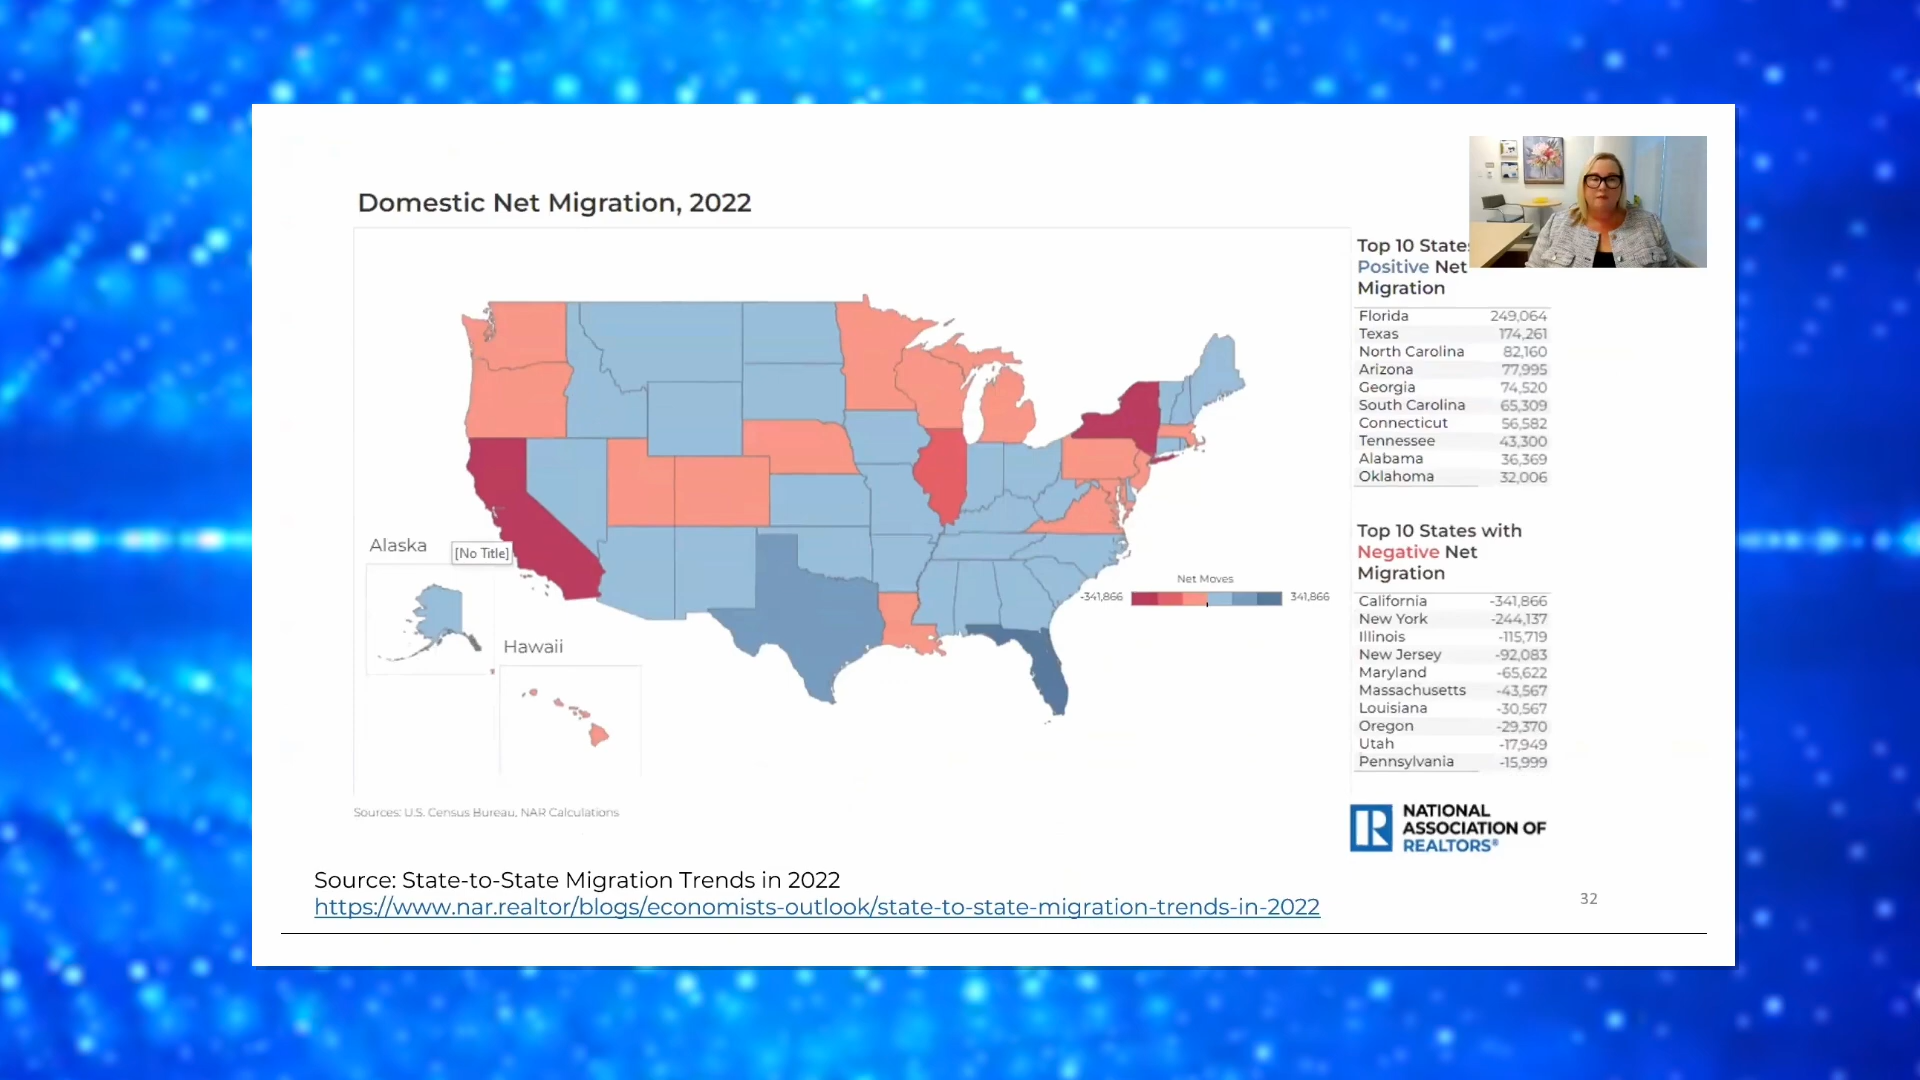 Domestic Net Migration, 2022
Alaska
[No Title]
Hawaii
Net Moves
-341,866 341,866
Top 10 States
Positive Net
Migration
Florida 249,064
Texas 174,261
North Carolina 82,160
Arizona 77,995
Georgia 74,520
South Carolina 65,309
Connecticut 56,582
Tennessee 43,300
Alabama 36,369
Oklahoma 32,006
Top 10 States with
Negative Net
Migration
California -341,866
New York -244,137
Illinois -115,719
New Jersey -92,083
Maryland -65,622
Massachusetts -43,567
Louisiana -30,567
Oregon -29,370
Utah -17,949
Pennsylvania -15,999
Sources: U.S. Census Bureau, NAR Calculations
NATIONAL
ASSOCIATION OF
REALTORS®
Source: State-to-State Migration Trends in 2022
https://www.nar.realtor/blogs/economists-outlook/state-to-state-migration-trends-in-2022
32